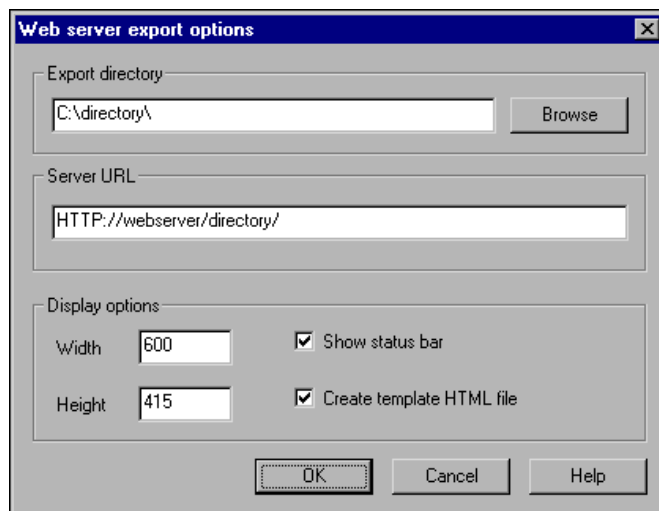 Web server export options
Export directory
C:\directory\
Browse
Server URL
HTTP://webserver/directory/
Display options
Width 600 Show status bar
Height 415 Create template HTML file
OK Cancel Help